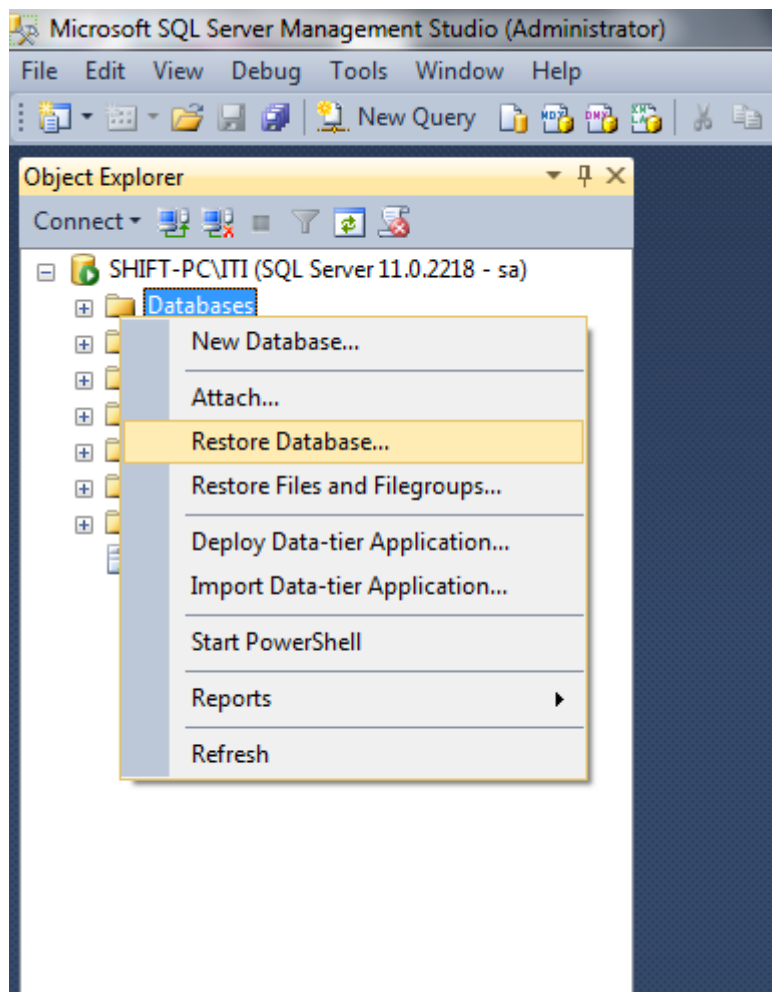 Microsoft SQL Server Management Studio (Administrator)
File Edit View Debug Tools Window Help
New Query
Object Explorer
Connect
SHIFT-PC\ITI (SQL Server 11.0.2218 - sa)
Databases
New Database...
Attach...
Restore Database...
Restore Files and Filegroups...
Deploy Data-tier Application...
Import Data-tier Application...
Start PowerShell
Reports
Refresh